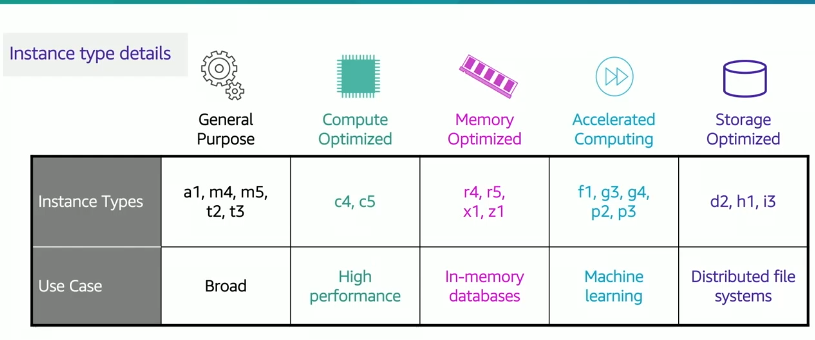 Instance type details
General
Purpose
Compute
Optimized
Memory
Optimized
Accelerated
Computing
Storage
Optimized
Instance Types
a1, m4, m5,
t2, t3
c4, c5
r4, r5,
x1, z1
f1, g3, g4,
p2, p3
d2, h1, i3
Use Case
Broad
High
performance
In-memory
databases
Machine
learning
Distributed file
systems